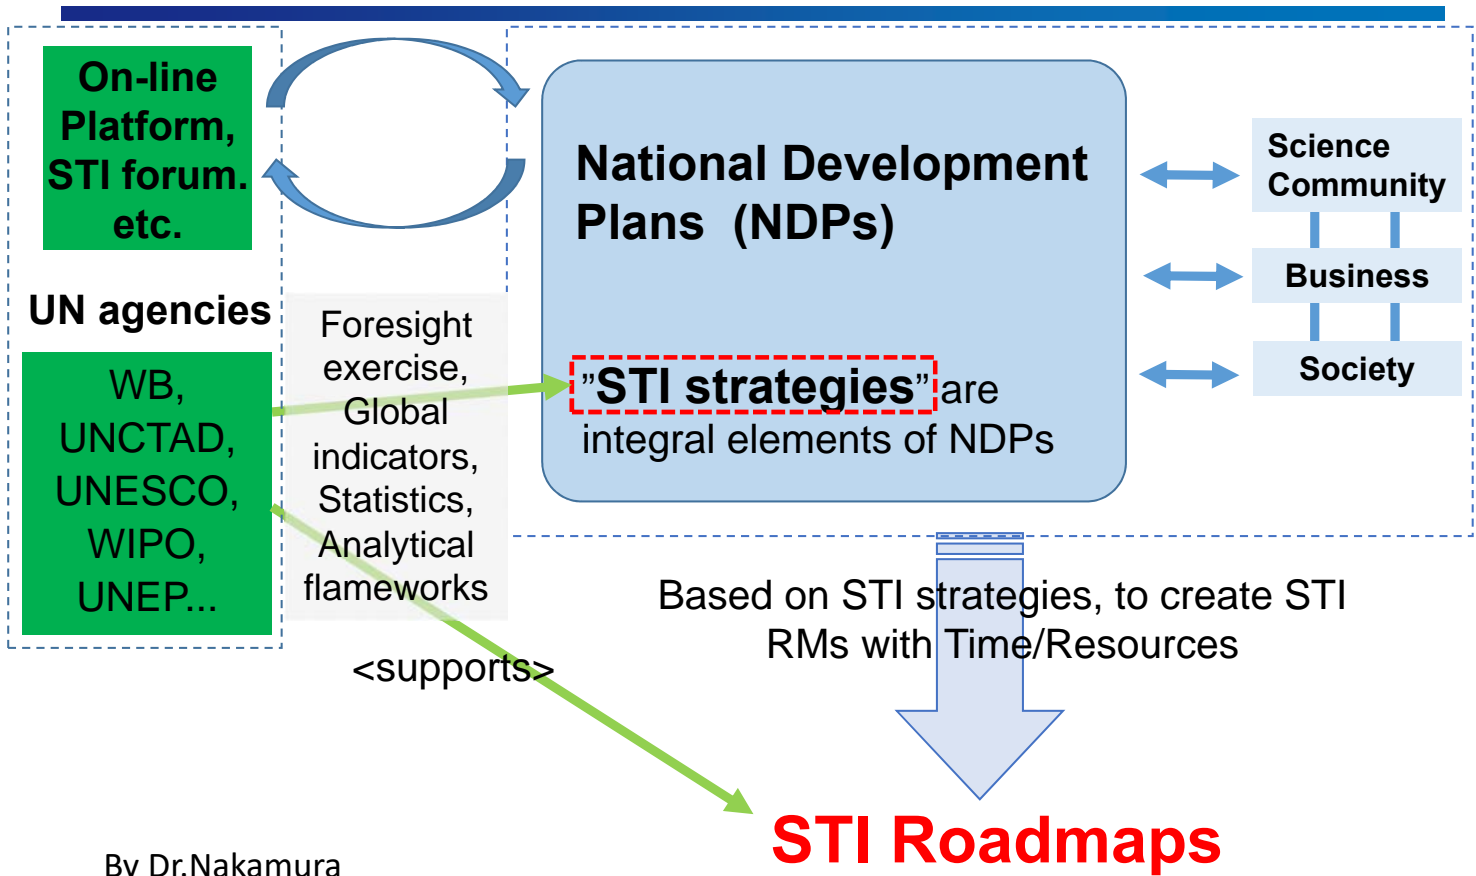 On-line
Platform,
STI forum.
etc.
UN agencies
WB,
UNCTAD,
UNESCO,
WIPO,
UNEP...
Foresight
exercise,
Global
indicators,
Statistics,
Analytical
flameworks
<supports>
National Development
Plans (NDPs)
”STI strategies” are
integral elements of NDPs
Science
Community
Business
Society
Based on STI strategies, to create STI
RMs with Time/Resources
STI Roadmaps
By Dr.Nakamura